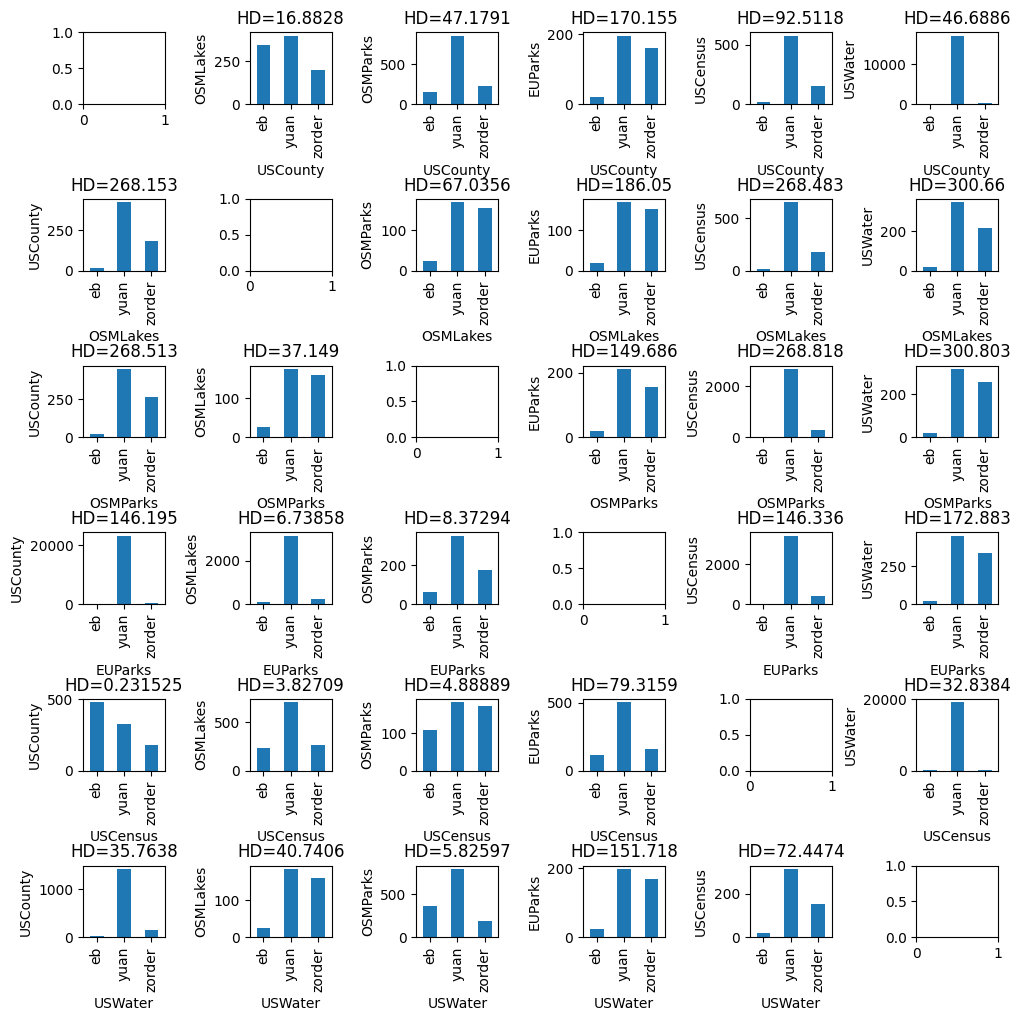 1.0
0.5
0.0
0 1
HD=16.8828
OSMLakes
250
0
eb yuan zorder
USCounty
HD=47.1791
OSMParks
500
0
eb yuan zorder
USCounty
HD=170.155
EUParks
200
100
0
eb yuan zorder
USCounty
HD=92.5118
USCensus
500
250
0
eb yuan zorder
USCounty
HD=46.6886
USWater
10000
0
eb yuan zorder
USCounty
HD=268.153
USCounty
250
0
eb yuan zorder
OSMLakes
1.0
0.5
0.0
0 1
HD=67.0356
OSMParks
100
0
eb yuan zorder
OSMLakes
HD=186.05
EUParks
100
0
eb yuan zorder
OSMLakes
HD=268.483
USCensus
500
0
eb yuan zorder
OSMLakes
HD=300.66
USWater
200
0
eb yuan zorder
OSMLakes
HD=268.513
USCounty
250
0
eb yuan zorder
OSMParks
HD=37.149
OSMLakes
100
0
eb yuan zorder
OSMParks
1.0
0.5
0.0
0 1
HD=149.686
EUParks
200
100
0
eb yuan zorder
OSMParks
HD=268.818
USCensus
2000
0
eb yuan zorder
OSMParks
HD=300.803
USWater
200
0
eb yuan zorder
OSMParks
HD=146.195
USCounty
20000
0
eb yuan zorder
EUParks
HD=6.73858
OSMLakes
2000
0
eb yuan zorder
EUParks
HD=8.37294
OSMParks
200
0
eb yuan zorder
1.0
0.5
0.0
0 1
HD=146.336
USCensus
2000
0
eb yuan zorder
EUParks
HD=172.883
USWater
250
0
eb yuan zorder
EUParks
HD=0.231525
USCounty
500
0
eb yuan zorder
USCensus
HD=3.82709
OSMLakes
500
0
eb yuan zorder
USCensus
HD=4.88889
OSMParks
100
0
eb yuan zorder
USCensus
HD=79.3159
EUParks
500
250
0
eb yuan zorder
USCensus
1.0
0.5
0.0
0 1
HD=32.8384
USWater
20000
10000
0
eb yuan zorder
USCensus
HD=35.7638
USCounty
1000
0
eb yuan zorder
USWater
HD=40.7406
OSMLakes
100
0
eb yuan zorder
USWater
HD=5.82597
OSMParks
500
0
eb yuan zorder
USWater
HD=151.718
EUParks
200
100
0
eb yuan zorder
USWater
HD=72.4474
USCensus
200
0
eb yuan zorder
USWater
1.0
0.5
0.0
0 1